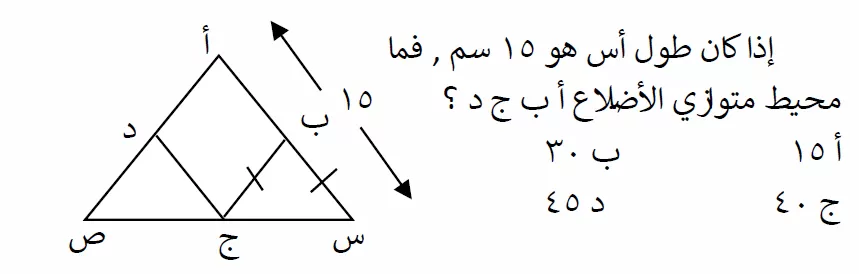 إذا كان طول أس هو ١٥ سم , فما
محيط متوازي الأضلاع أ ب ج د ؟
أ ١٥ ب ٣٠
ج ٤٠ د ٤٥
أ
١٥
ب
د
ص ج س